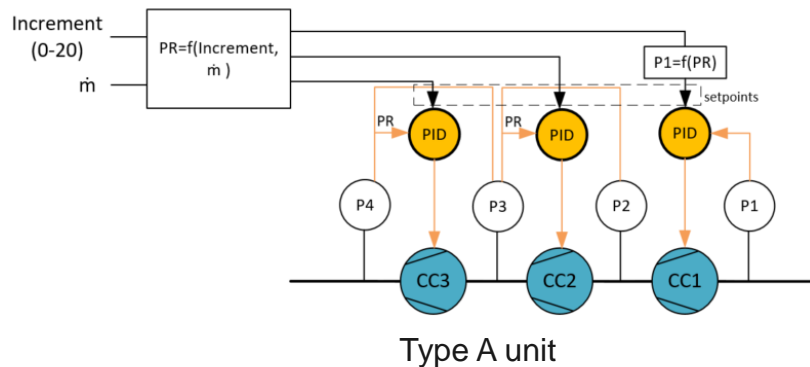 Increment
(0-20)
ṁ
PR=f(Increment,
ṁ )
P1=f(PR)
setpoints
PR
PID
PR
PID
PID
P4
P3
P2
P1
CC3
CC2
CC1
Type A unit